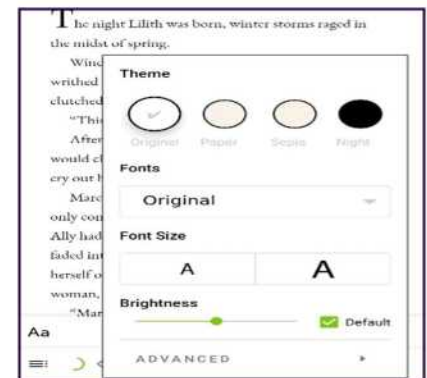 The night Lilith was born, winter storms raged in
the midst of spring.
Wind
writhed
clutched
"This
After
would cl
cry out h
Marc
only con
Ally had
faded int
herself o
woman,
"Mar
Theme
Original Paper Sepia Night
Fonts
Original
Font Size
A A
Brightness
Default
ADVANCED
Aa